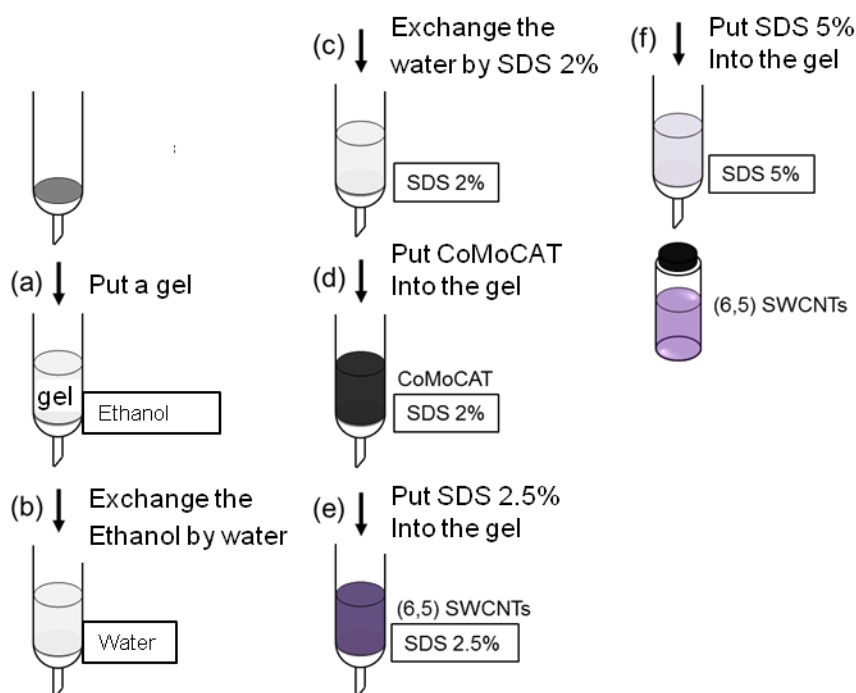 (a) Put a gel
gel
Ethanol
(b) Exchange the
Ethanol by water
Water
(c) Exchange the
water by SDS 2%
SDS 2%
(d) Put CoMoCAT
Into the gel
CoMoCAT
SDS 2%
(e) Put SDS 2.5%
Into the gel
(6,5) SWCNTs
SDS 2.5%
(f) Put SDS 5%
Into the gel
SDS 5%
(6,5) SWCNTs